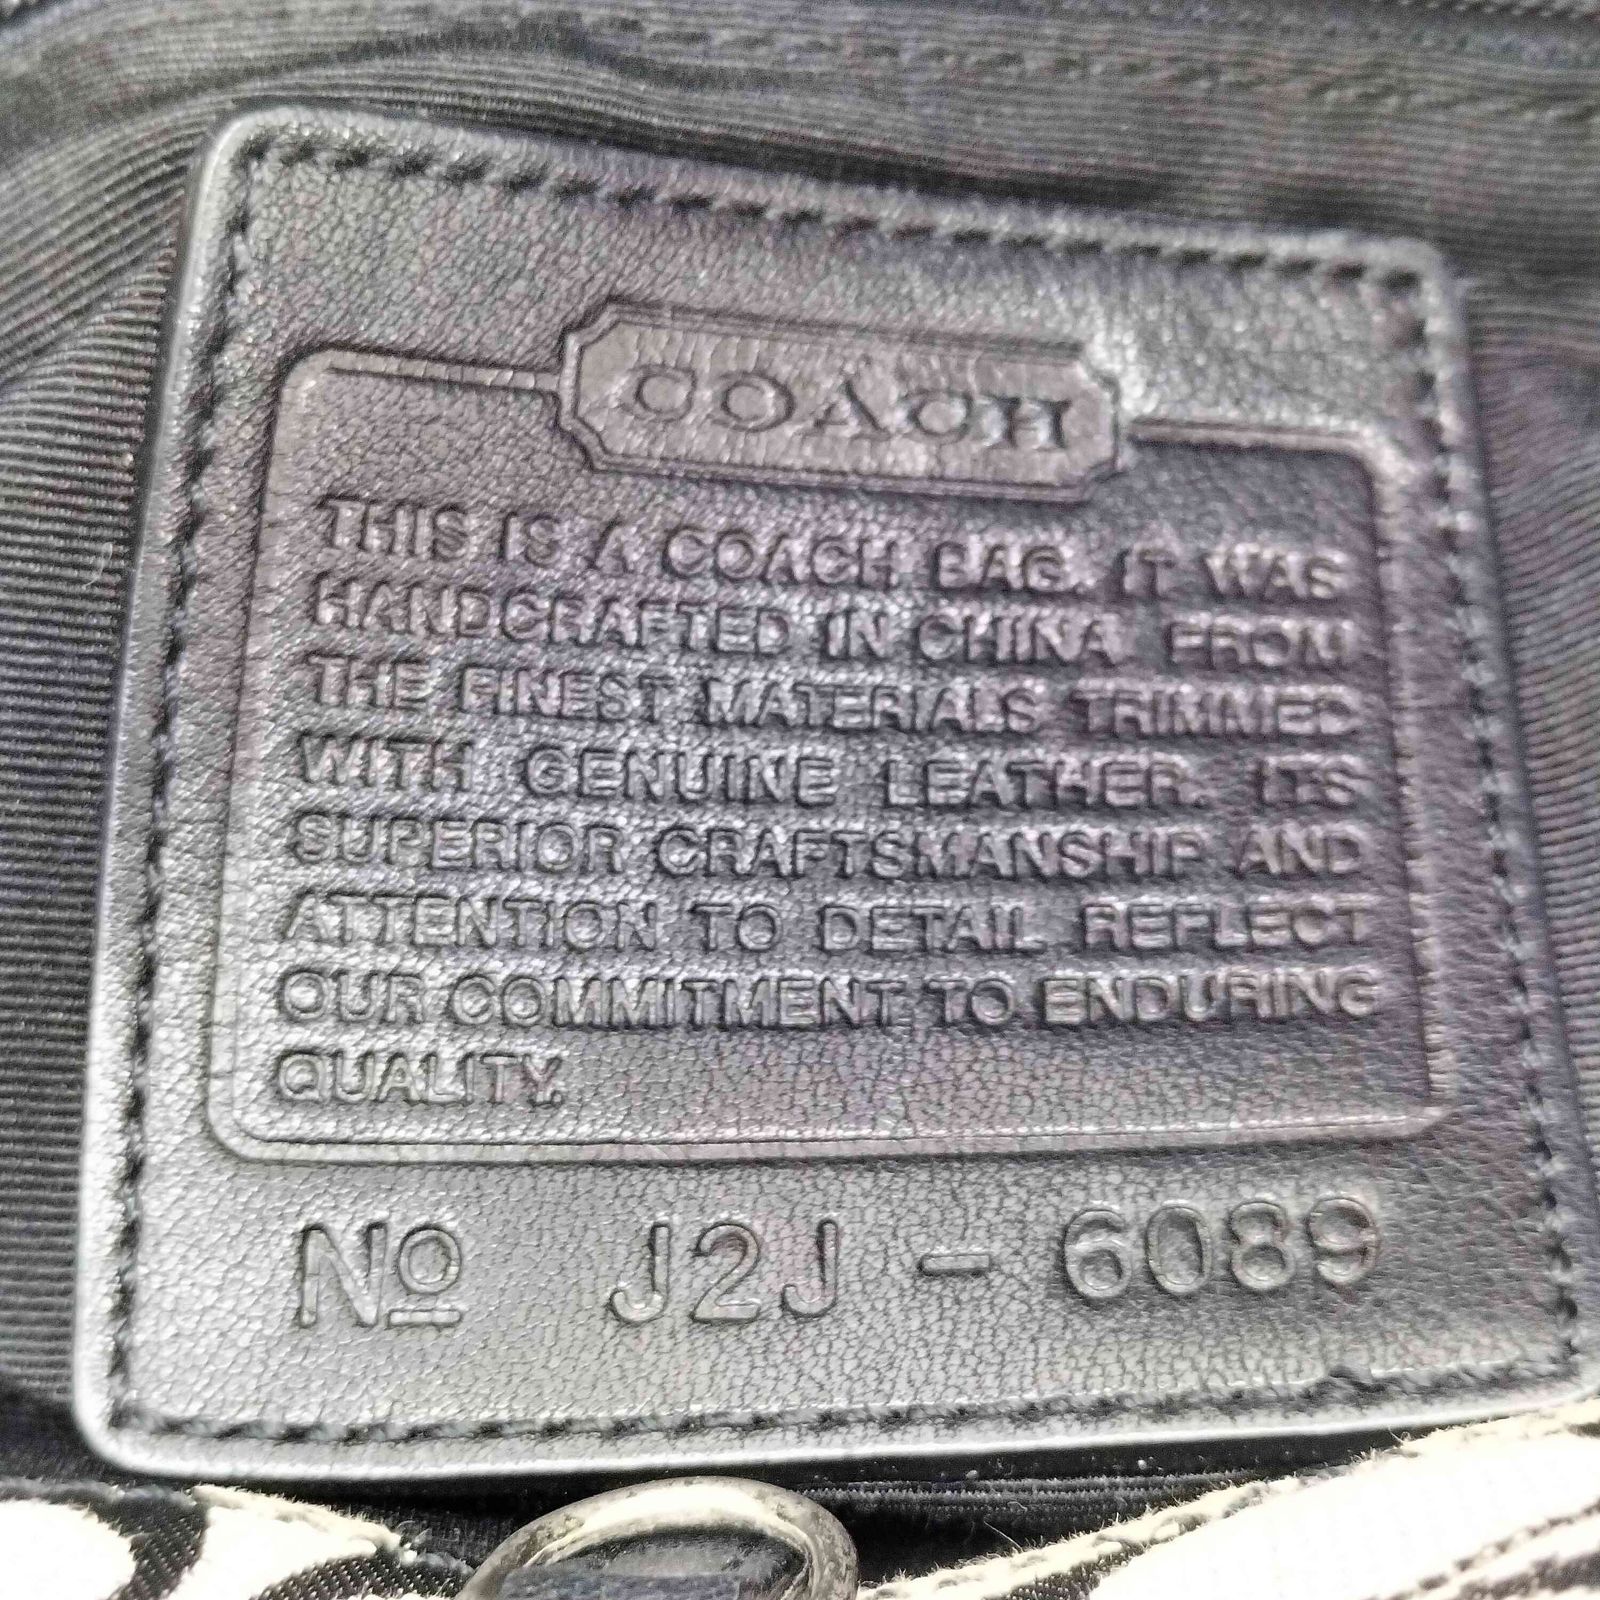 COACH
THIS IS A COACH BAG. IT WAS
HANDCRAFTED IN CHINA FROM
THE FINEST MATERIALS TRIMMED
WITH GENUINE LEATHER. ITS
SUPERIOR CRAFTSMANSHIP AND
ATTENTION TO DETAIL REFLECT
OUR COMMITMENT TO ENDURING
QUALITY.
No J2J - 6089